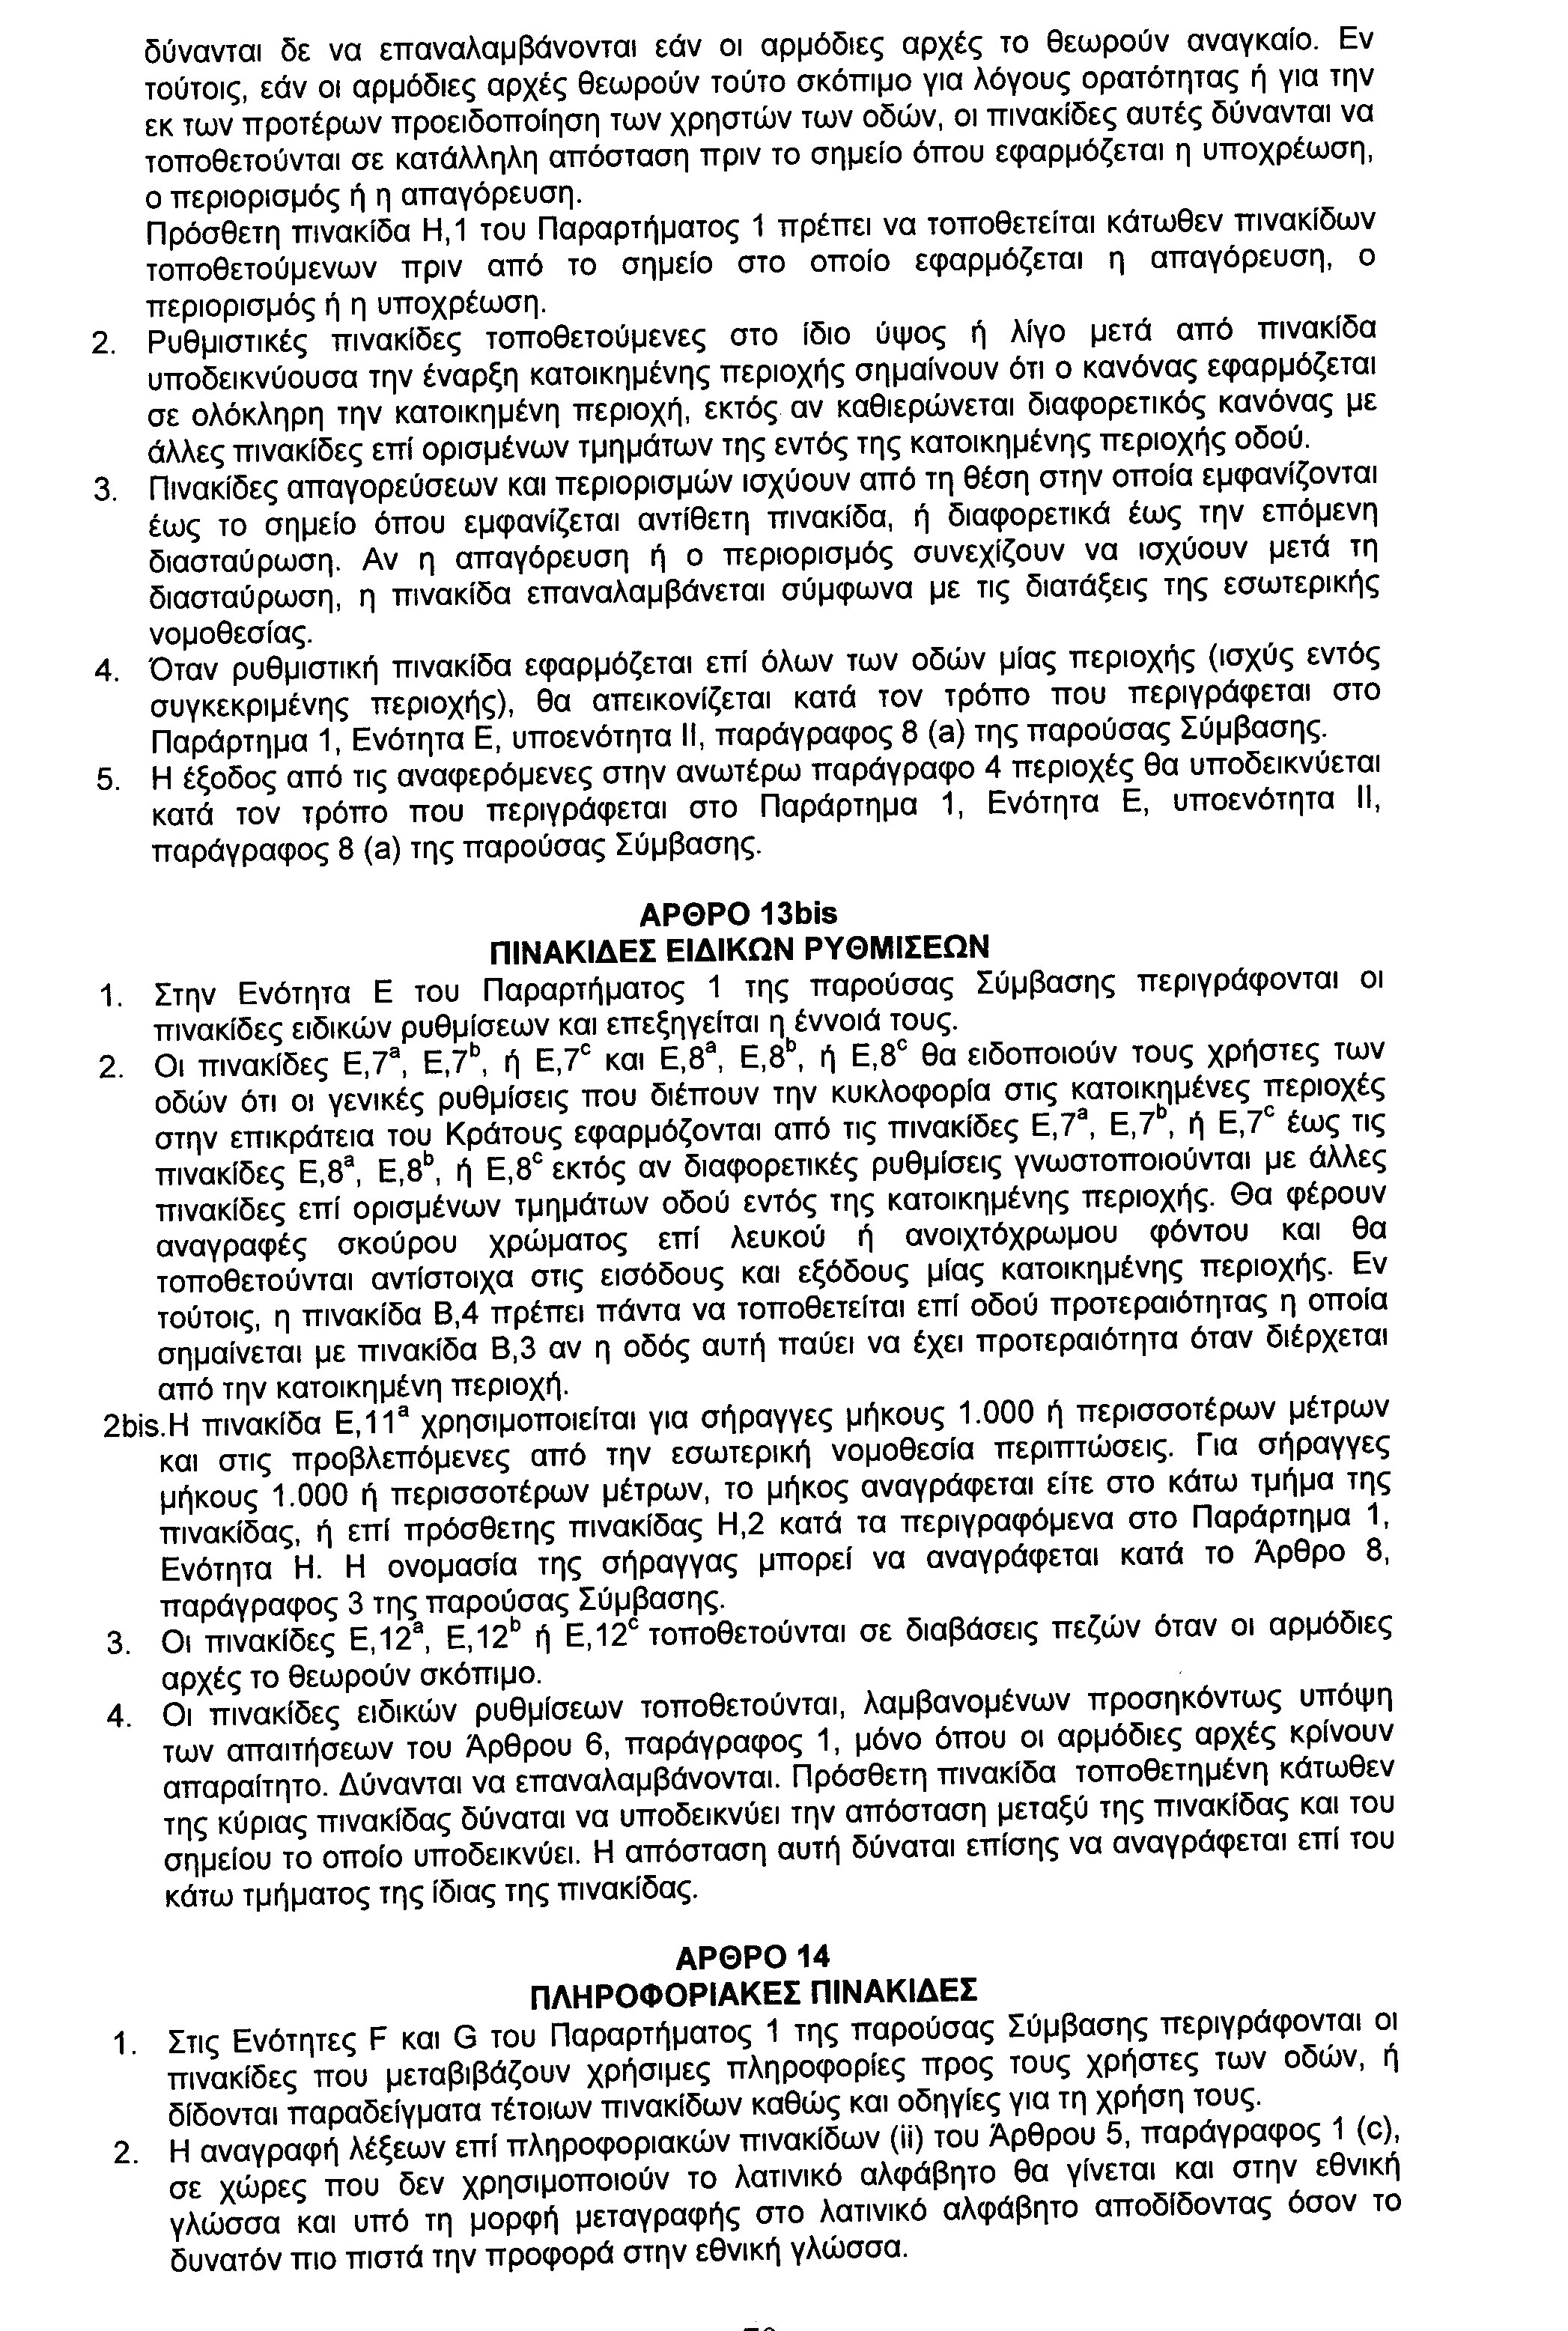 δύνανται δε να επαναλαμβάνονται εάν οι αρμόδιες αρχές το θεωρούν αναγκαίο. Εν
τούτοις, εάν οι αρμόδιες αρχές θεωρούν τούτο σκόπιμο για λόγους ορατότητας ή για την
εκ των προτέρων προειδοποίηση των χρηστών των οδών, οι πινακίδες αυτές δύνανται να
τοποθετούνται σε κατάλληλη απόσταση πριν το σημείο όπου εφαρμόζεται η υποχρέωση,
ο περιορισμός ή η απαγόρευση.
Πρόσθετη πινακίδα Η,1 του Παραρτήματος 1 πρέπει να τοποθετείται κάτωθεν πινακίδων
τοποθετούμενων πριν από το σημείο στο οποίο εφαρμόζεται η απαγόρευση, ο
περιορισμός ή η υποχρέωση.
2. Ρυθμιστικές πινακίδες τοποθετούμενες στο ίδιο ύψος ή λίγο μετά από πινακίδα
υποδεικνύουσα την έναρξη κατοικημένης περιοχής σημαίνουν ότι ο κανόνας εφαρμόζεται
σε ολόκληρη την κατοικημένη περιοχή, εκτός αν καθιερώνεται διαφορετικός κανόνας με
άλλες πινακίδες επί ορισμένων τμημάτων της εντός της κατοικημένης περιοχής οδού.
3. Πινακίδες απαγορεύσεων και περιορισμών ισχύουν από τη θέση στην οποία εμφανίζονται
έως το σημείο όπου εμφανίζεται αντίθετη πινακίδα, ή διαφορετικά έως την επόμενη
διασταύρωση. Αν η απαγόρευση ή ο περιορισμός συνεχίζουν να ισχύουν μετά τη
διασταύρωση, η πινακίδα επαναλαμβάνεται σύμφωνα με τις διατάξεις της εσωτερικής
νομοθεσίας.
4. Όταν ρυθμιστική πινακίδα εφαρμόζεται επί όλων των οδών μίας περιοχής (ισχύς εντός
συγκεκριμένης περιοχής), θα απεικονίζεται κατά τον τρόπο που περιγράφεται στο
Παράρτημα 1, Ενότητα Ε, υποενότητα ΙΙ, παράγραφος 8 (a) της παρούσας Σύμβασης.
5. Η έξοδος από τις αναφερόμενες στην ανωτέρω παράγραφο 4 περιοχές θα υποδεικνύεται
κατά τον τρόπο που περιγράφεται στο Παράρτημα 1, Ενότητα Ε, υποενότητα ΙΙ,
παράγραφος 8 (a) της παρούσας Σύμβασης.
ΑΡΘΡΟ 13bis
ΠΙΝΑΚΙΔΕΣ ΕΙΔΙΚΩΝ ΡΥΘΜΙΣΕΩΝ
1. Στην Ενότητα Ε του Παραρτήματος 1 της παρούσας Σύμβασης περιγράφονται οι
πινακίδες ειδικών ρυθμίσεων και επεξηγείται η έννοιά τους.
2. Οι πινακίδες Ε,7ª, Ε,7ᵇ, ή Ε,7ᶜ και Ε,8ª, Ε,8ᵇ, ή Ε,8ᶜ θα ειδοποιούν τους χρήστες των
οδών ότι οι γενικές ρυθμίσεις που διέπουν την κυκλοφορία στις κατοικημένες περιοχές
στην επικράτεια του Κράτους εφαρμόζονται από τις πινακίδες Ε,7ª, Ε,7ᵇ, ή Ε,7ᶜ έως τις
πινακίδες Ε,8ª, Ε,8ᵇ, ή Ε,8ᶜ εκτός αν διαφορετικές ρυθμίσεις γνωστοποιούνται με άλλες
πινακίδες επί ορισμένων τμημάτων οδού εντός της κατοικημένης περιοχής. Θα φέρουν
αναγραφές σκούρου χρώματος επί λευκού ή ανοιχτόχρωμου φόντου και θα
τοποθετούνται αντίστοιχα στις εισόδους και εξόδους μίας κατοικημένης περιοχής. Εν
τούτοις, η πινακίδα Β,4 πρέπει πάντα να τοποθετείται επί οδού προτεραιότητας η οποία
σημαίνεται με πινακίδα Β,3 αν η οδός αυτή παύει να έχει προτεραιότητα όταν διέρχεται
από την κατοικημένη περιοχή.
2bis.Η πινακίδα Ε,11ª χρησιμοποιείται για σήραγγες μήκους 1.000 ή περισσοτέρων μέτρων
και στις προβλεπόμενες από την εσωτερική νομοθεσία περιπτώσεις. Για σήραγγες
μήκους 1.000 ή περισσοτέρων μέτρων, το μήκος αναγράφεται είτε στο κάτω τμήμα της
πινακίδας, ή επί πρόσθετης πινακίδας Η,2 κατά τα περιγραφόμενα στο Παράρτημα 1,
Ενότητα Η. Η ονομασία της σήραγγας μπορεί να αναγράφεται κατά το Άρθρο 8,
παράγραφος 3 της παρούσας Σύμβασης.
3. Οι πινακίδες Ε,12ª, Ε,12ᵇ ή Ε,12ᶜ τοποθετούνται σε διαβάσεις πεζών όταν οι αρμόδιες
αρχές το θεωρούν σκόπιμο.
4. Οι πινακίδες ειδικών ρυθμίσεων τοποθετούνται, λαμβανομένων προσηκόντως υπόψη
των απαιτήσεων του Άρθρου 6, παράγραφος 1, μόνο όπου οι αρμόδιες αρχές κρίνουν
απαραίτητο. Δύνανται να επαναλαμβάνονται. Πρόσθετη πινακίδα τοποθετημένη κάτωθεν
της κύριας πινακίδας δύναται να υποδεικνύει την απόσταση μεταξύ της πινακίδας και του
σημείου το οποίο υποδεικνύει. Η απόσταση αυτή δύναται επίσης να αναγράφεται επί του
κάτω τμήματος της ίδιας της πινακίδας.
ΑΡΘΡΟ 14
ΠΛΗΡΟΦΟΡΙΑΚΕΣ ΠΙΝΑΚΙΔΕΣ
1. Στις Ενότητες F και G του Παραρτήματος 1 της παρούσας Σύμβασης περιγράφονται οι
πινακίδες που μεταβιβάζουν χρήσιμες πληροφορίες προς τους χρήστες των οδών, ή
δίδονται παραδείγματα τέτοιων πινακίδων καθώς και οδηγίες για τη χρήση τους.
2. Η αναγραφή λέξεων επί πληροφοριακών πινακίδων (ii) του Άρθρου 5, παράγραφος 1 (c),
σε χώρες που δεν χρησιμοποιούν το λατινικό αλφάβητο θα γίνεται και στην εθνική
γλώσσα και υπό τη μορφή μεταγραφής στο λατινικό αλφάβητο αποδίδοντας όσον το
δυνατόν πιο πιστά την προφορά στην εθνική γλώσσα.